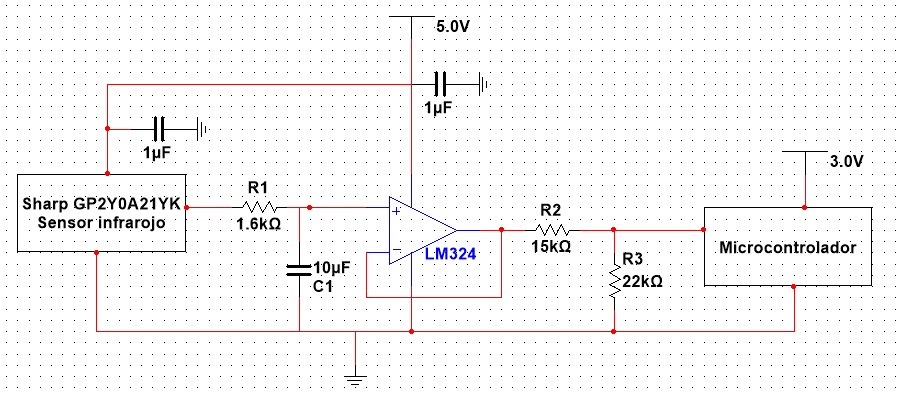 5.0V
1µF
1µF
Sharp GP2Y0A21YK
Sensor infrarojo
R1
1.6kΩ
10µF
C1
+
−
LM324
R2
15kΩ
R3
22kΩ
3.0V
Microcontrolador